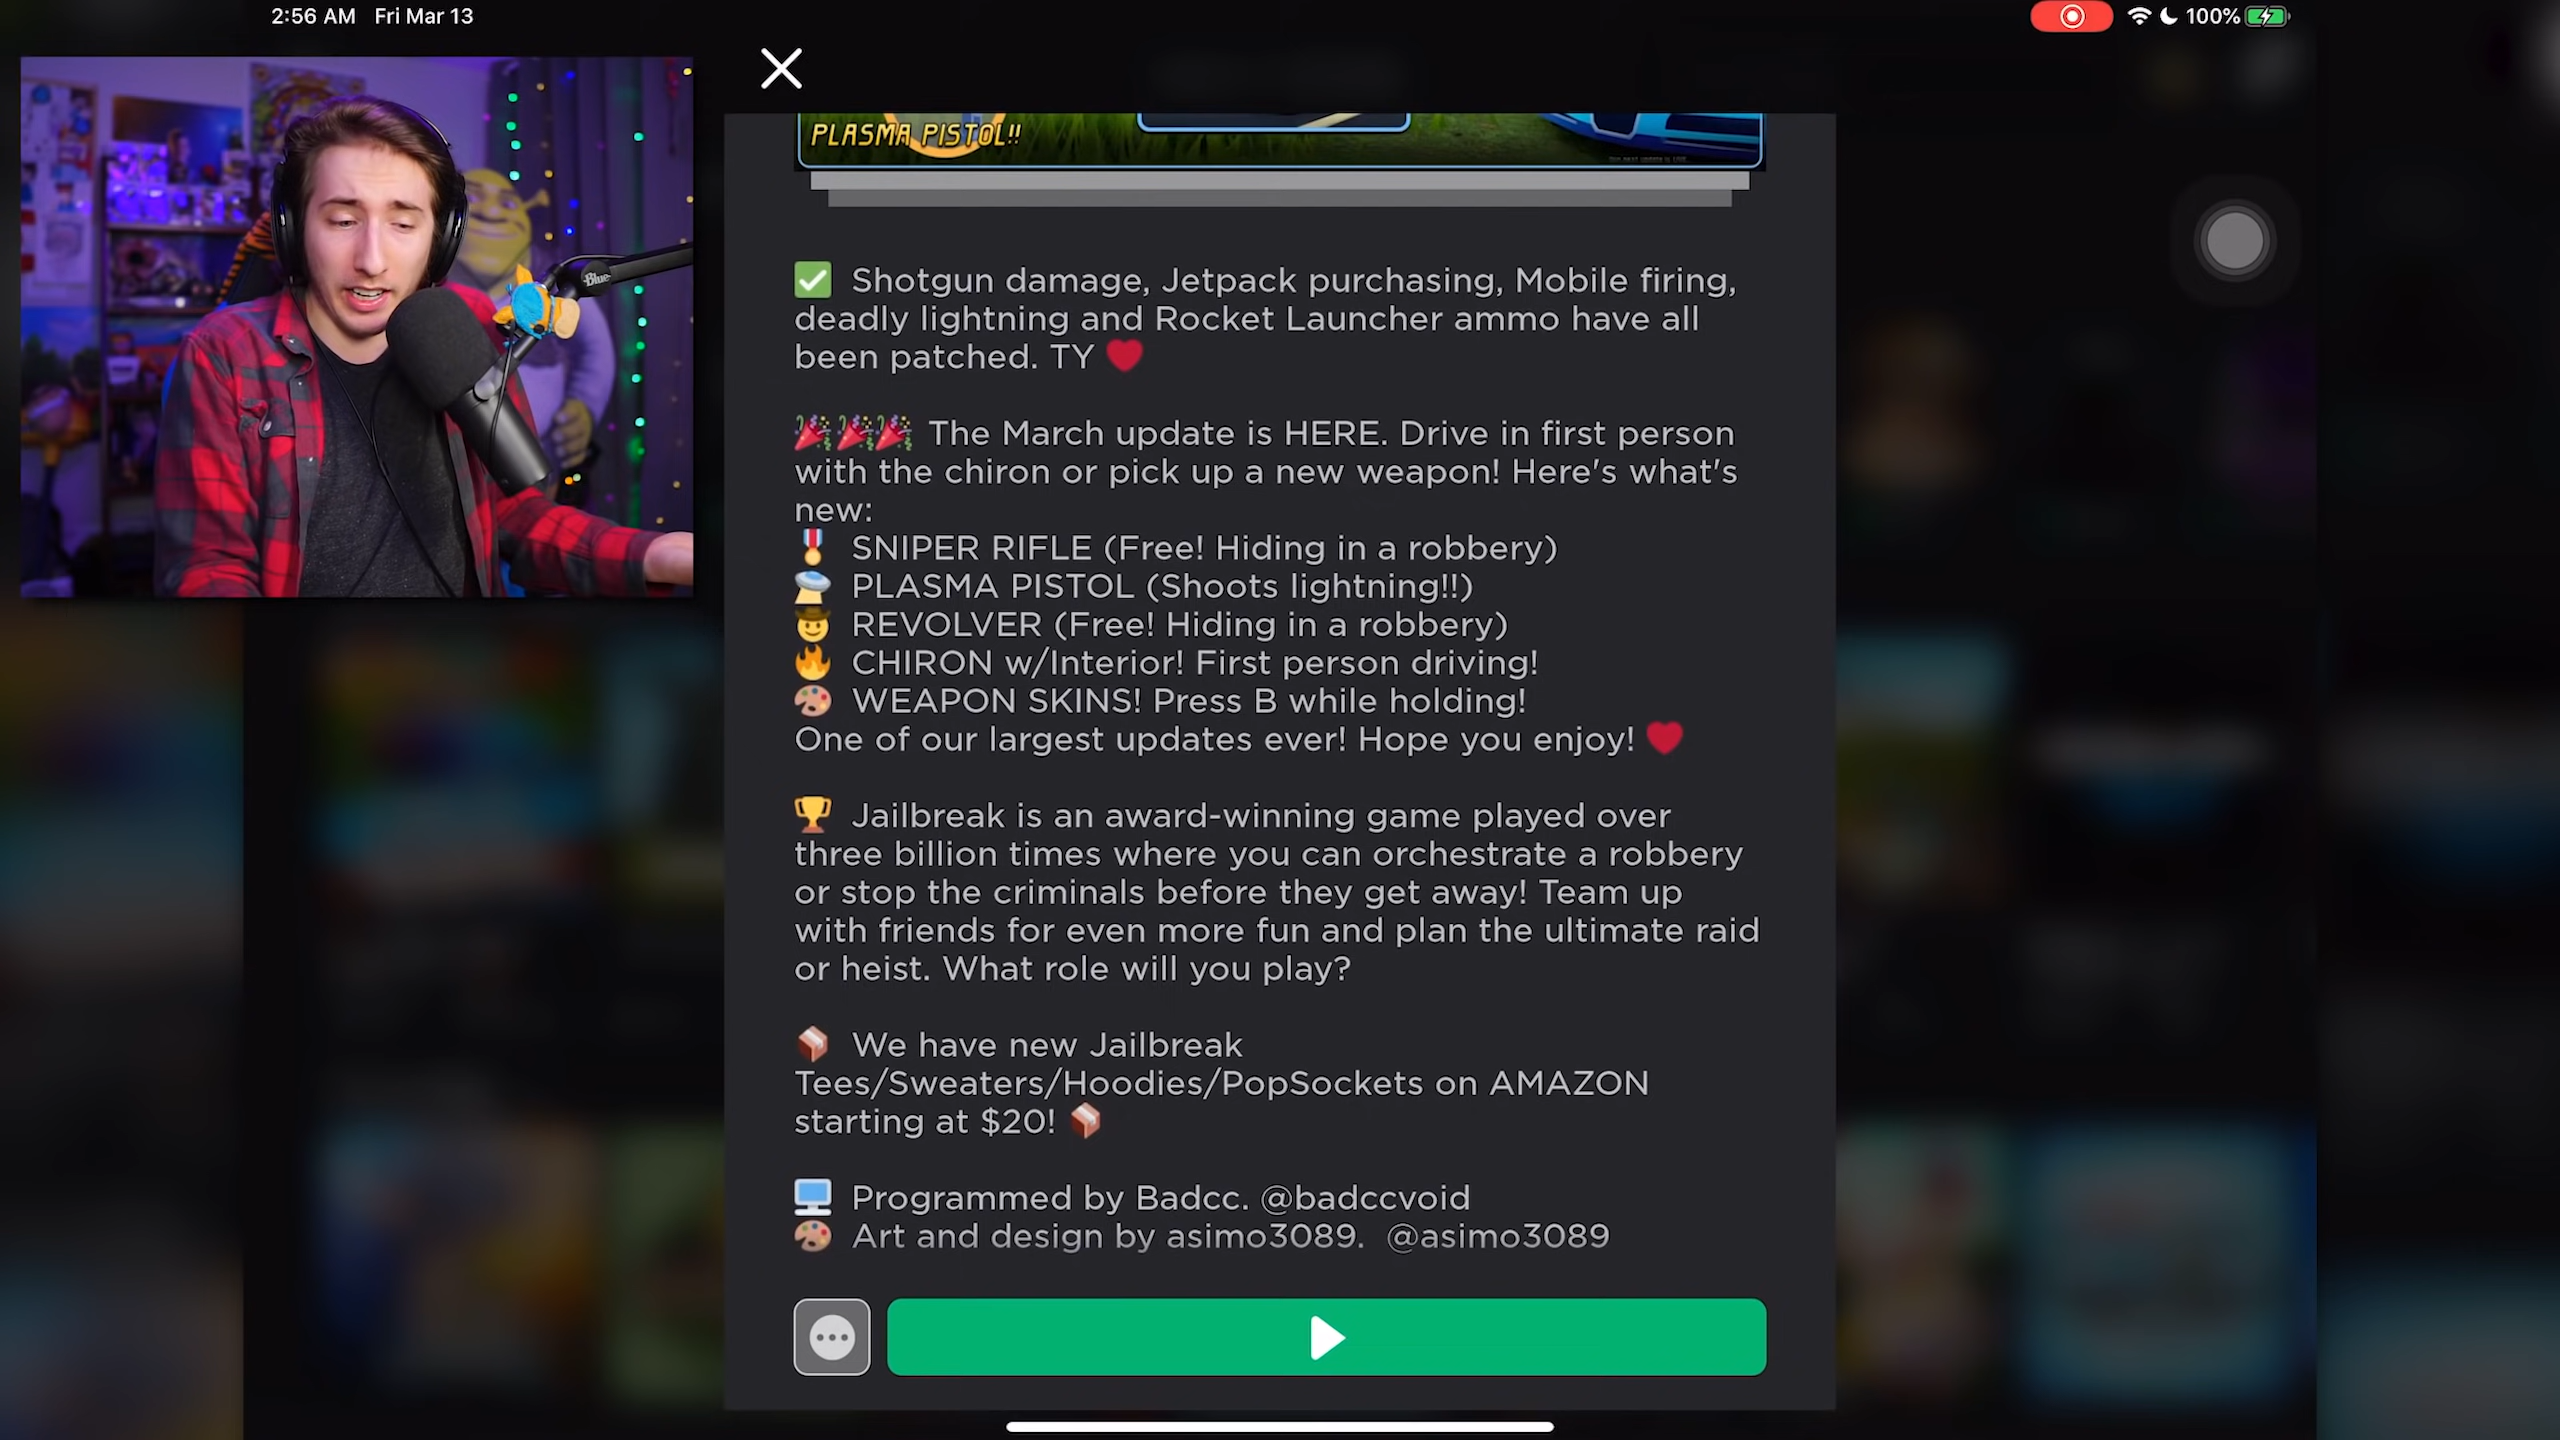 2:56 AM Fri Mar 13
100%
Blue
PLASMA PISTOL!!
✅ Shotgun damage, Jetpack purchasing, Mobile firing,
deadly lightning and Rocket Launcher ammo have all
been patched. TY ❤️
🎉🎉🎉 The March update is HERE. Drive in first person
with the chiron or pick up a new weapon! Here's what's
new:
🎖️ SNIPER RIFLE (Free! Hiding in a robbery)
🛸 PLASMA PISTOL (Shoots lightning!!)
🤠 REVOLVER (Free! Hiding in a robbery)
🔥 CHIRON w/Interior! First person driving!
🎨 WEAPON SKINS! Press B while holding!
One of our largest updates ever! Hope you enjoy! ❤️
🏆 Jailbreak is an award-winning game played over
three billion times where you can orchestrate a robbery
or stop the criminals before they get away! Team up
with friends for even more fun and plan the ultimate raid
or heist. What role will you play?
📦 We have new Jailbreak
Tees/Sweaters/Hoodies/PopSockets on AMAZON
starting at $20! 📦
🖥️ Programmed by Badcc. @badccvoid
🎨 Art and design by asimo3089. @asimo3089